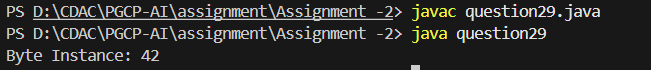 PS D:\CDAC\PGCP-AI\assignment\Assignment -2> javac question29.java
PS D:\CDAC\PGCP-AI\assignment\Assignment -2> java question29
Byte Instance: 42